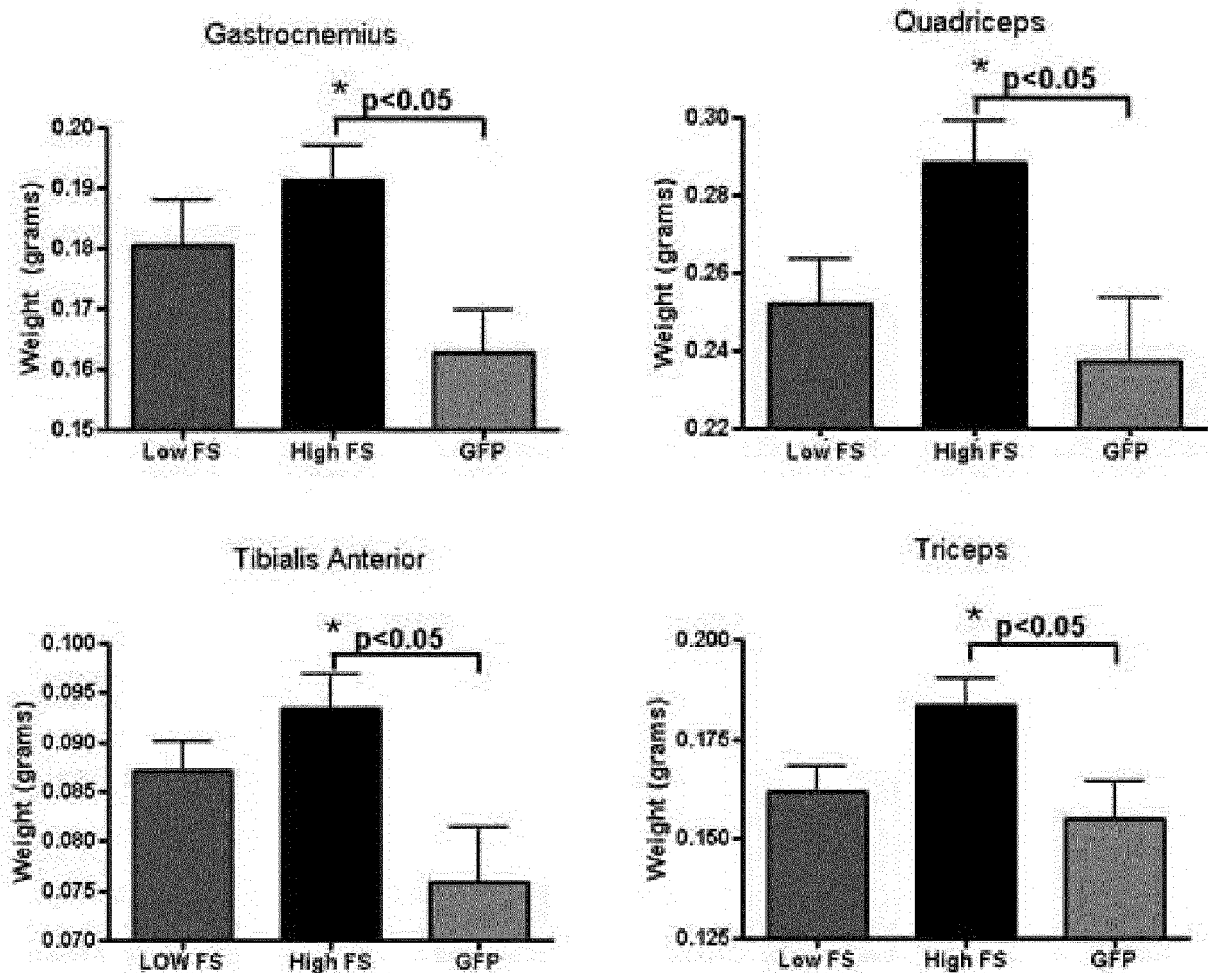 Gastrocnemius
* p<0.05
Weight (grams)
0.20
0.19
0.18
0.17
0.16
0.15
Low FS High FS GFP
Quadriceps
* p<0.05
Weight (grams)
0.30
0.28
0.26
0.24
0.22
Low FS High FS GFP
Tibialis Anterior
* p<0.05
Weight (grams)
0.100
0.095
0.090
0.085
0.080
0.075
0.070
LOW FS High FS GFP
Triceps
* p<0.05
Weight (grams)
0.200
0.175
0.150
0.125
Low FS High FS GFP